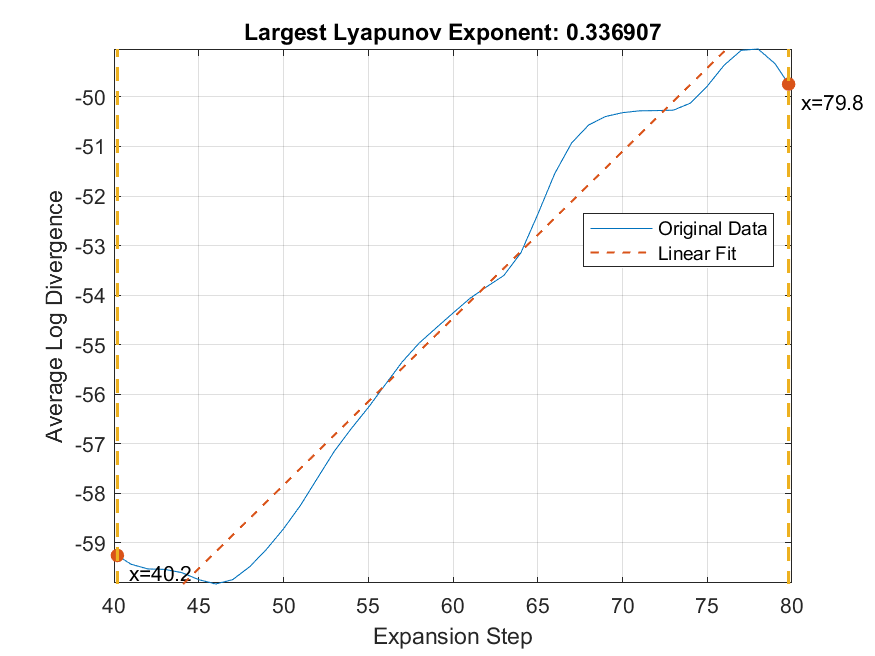 Largest Lyapunov Exponent: 0.336907
-50
x=79.8
-51
-52
-53
-54
-55
-56
-57
-58
-59
Average Log Divergence
Original Data
Linear Fit
x=40.2
40 45 50 55 60 65 70 75 80
Expansion Step